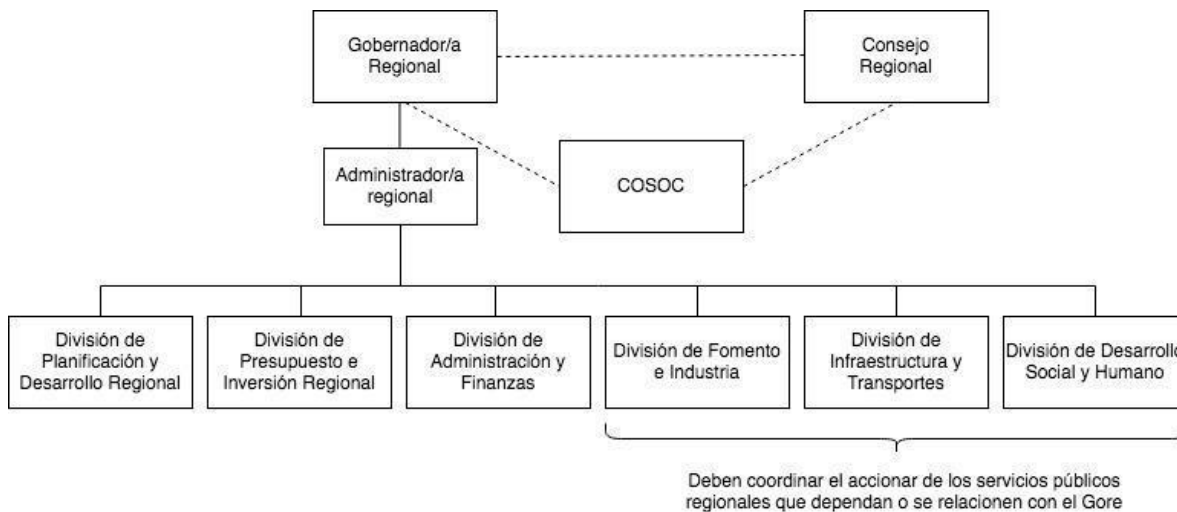 Gobernador/a
Regional
Consejo
Regional
Administrador/a
regional
COSOC
División de
Planificación y
Desarrollo Regional
División de
Presupuesto e
Inversión Regional
División de
Administración y
Finanzas
División de Fomento
e Industria
División de
Infraestructura y
Transportes
División de Desarrollo
Social y Humano
Deben coordinar el accionar de los servicios públicos
regionales que dependan o se relacionen con el Gore